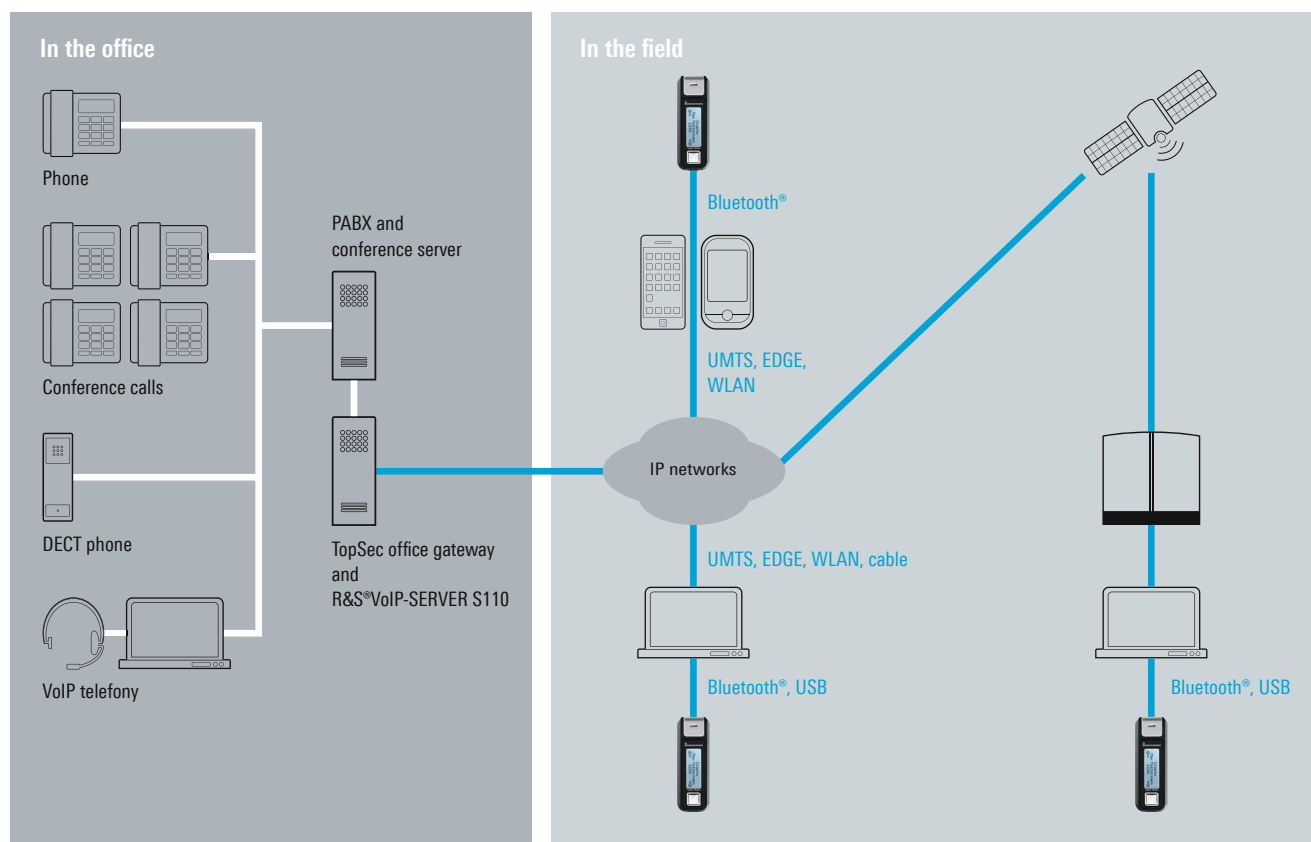 In the office
Phone
Conference calls
DECT phone
VoIP telefony
PABX and
conference server
TopSec office gateway
and
R&S®VoIP-SERVER S110
In the field
Bluetooth®
UMTS, EDGE,
WLAN
IP networks
UMTS, EDGE, WLAN, cable
Bluetooth®, USB
Bluetooth®, USB